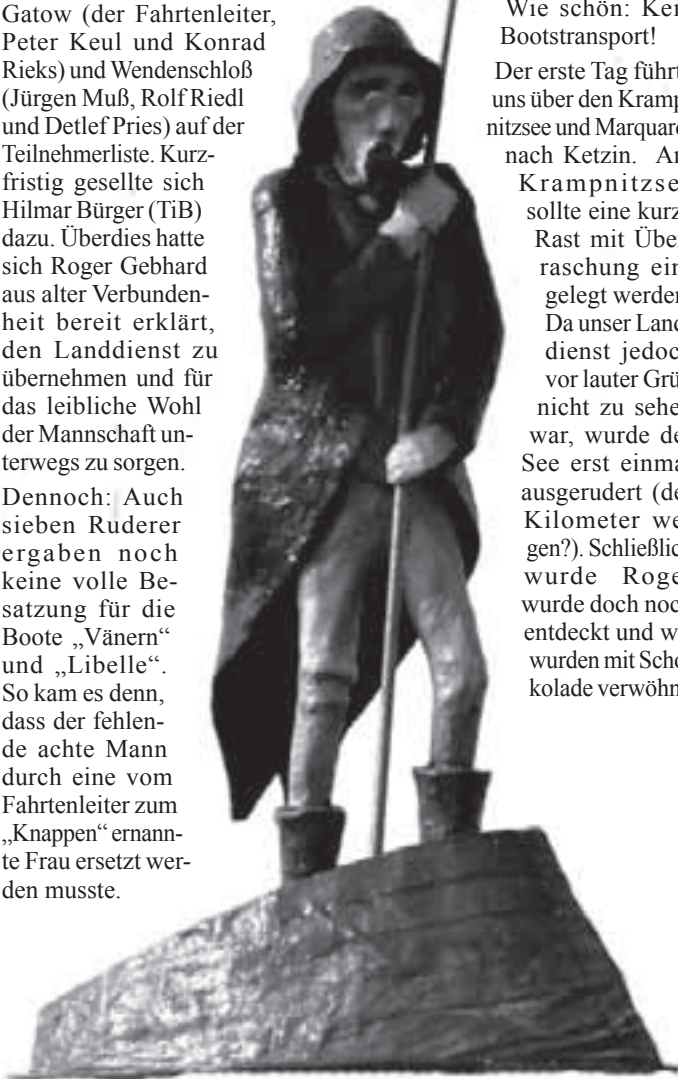 Gatow (der Fahrtenleiter,
Peter Keul und Konrad
Rieks) und Wendenschloß
(Jürgen Muß, Rolf Riedl
und Detlef Pries) auf der
Teilnehmerliste. Kurz-
fristig gesellte sich
Hilmar Bürger (TiB)
dazu. Überdies hatte
sich Roger Gebhard
aus alter Verbunden-
heit bereit erklärt,
den Landdienst zu
übernehmen und für
das leibliche Wohl
der Mannschaft un-
terwegs zu sorgen.
Dennoch: Auch
sieben Ruderer
ergaben noch
keine volle Be-
satzung für die
Boote „Vänern“
und „Libelle“.
So kam es denn,
dass der fehlen-
de achte Mann
durch eine vom
Fahrtenleiter zum
„Knappen“ ernann-
te Frau ersetzt wer-
den musste.
Wie schön: Kei
Bootstransport!
Der erste Tag führt
uns über den Kramp
nitzsee und Marquard
nach Ketzin. A
Krampnitzse
sollte eine kurz
Rast mit Über
raschung ein
gelegt werden
Da unser Land
dienst jedoc
vor lauter Grü
nicht zu sehe
war, wurde de
See erst einma
ausgerudert (de
Kilometer we
gen?). Schließlic
wurde Roge
wurde doch noc
entdeckt und w
wurden mit Scho
kolade verwöhn